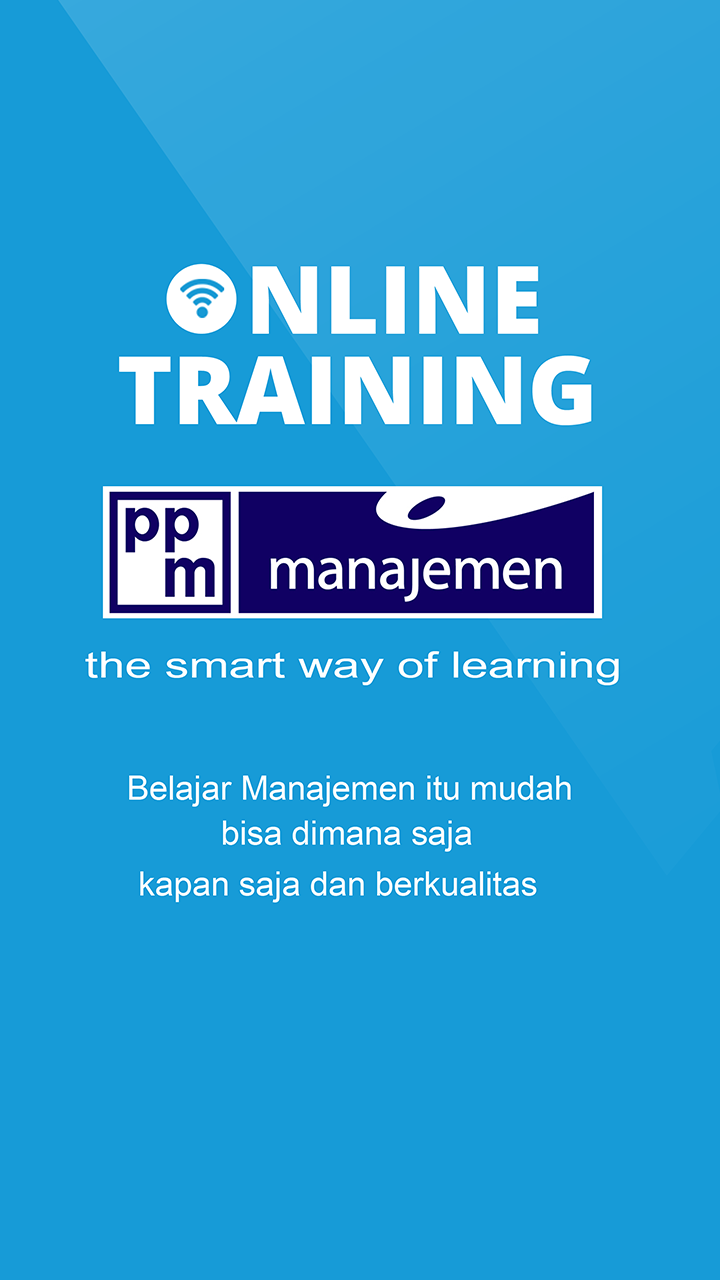 ONLINE
TRAINING
ppm
manajemen
the smart way of learning
Belajar Manajemen itu mudah
bisa dimana saja
kapan saja dan berkualitas